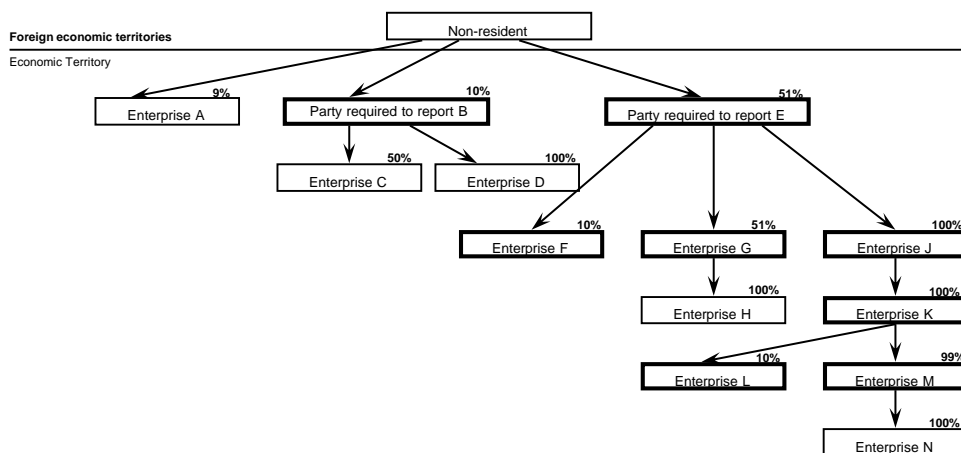 Non-resident
Foreign economic territories
Economic Territory
9%
10%
51%
Enterprise A
Party required to report B
Party required to report E
50%
100%
Enterprise C
Enterprise D
10%
51%
100%
Enterprise F
Enterprise G
Enterprise J
100%
100%
Enterprise H
Enterprise K
10%
99%
Enterprise L
Enterprise M
100%
Enterprise N